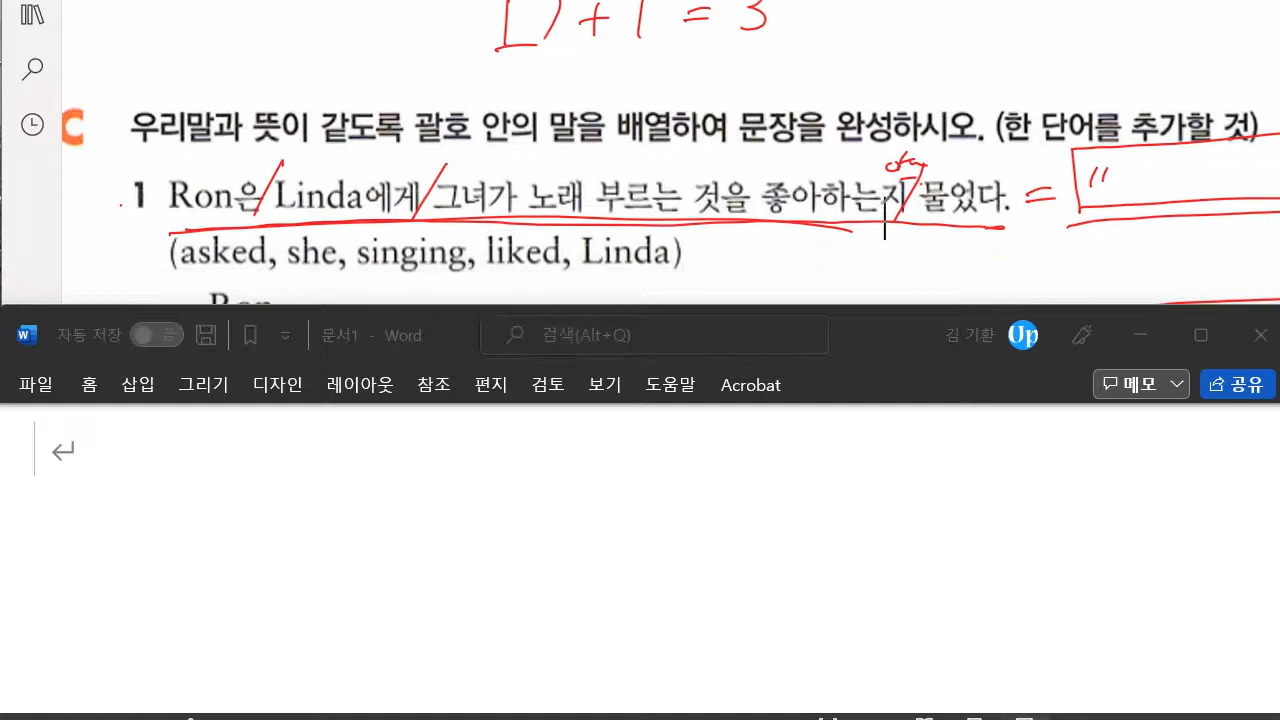 [) + 1 = 3
C 우리말과 뜻이 같도록 괄호 안의 말을 배열하여 문장을 완성하시오. (한 단어를 추가할 것)
1 Ron은 Linda에게 그녀가 노래 부르는 것을 좋아하는지 물었다. = "
(asked, she, singing, liked, Linda)
Ron
자동 저장 끔 문서1 - Word 검색(Alt+Q) 김 기환 Up
파일 홈 삽입 그리기 디자인 레이아웃 참조 편지 검토 보기 도움말 Acrobat 메모 공유